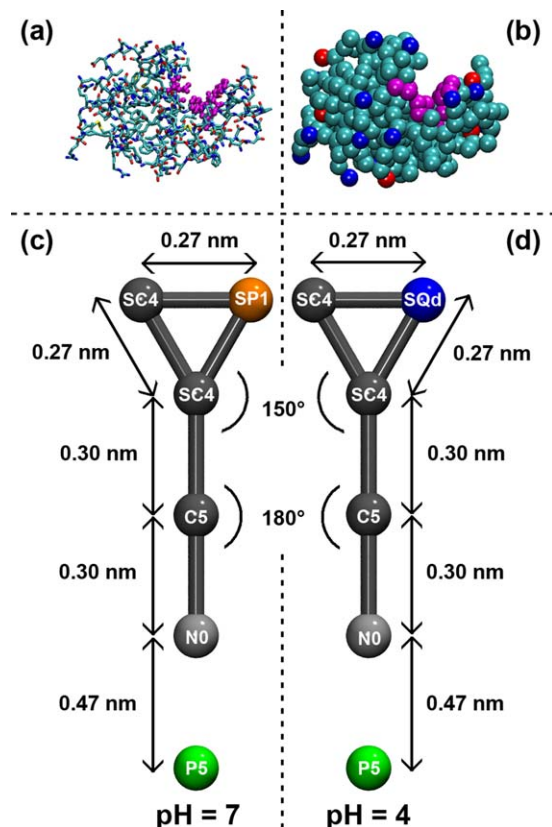 (a)
(b)
(c)
(d)
0.27 nm
0.27 nm
SC4
SP1
SC4
SQd
0.27 nm
0.27 nm
SC4
SC4
150°
0.30 nm
0.30 nm
C5
180°
C5
0.30 nm
0.30 nm
N0
N0
0.47 nm
0.47 nm
P5
P5
pH = 7
pH = 4